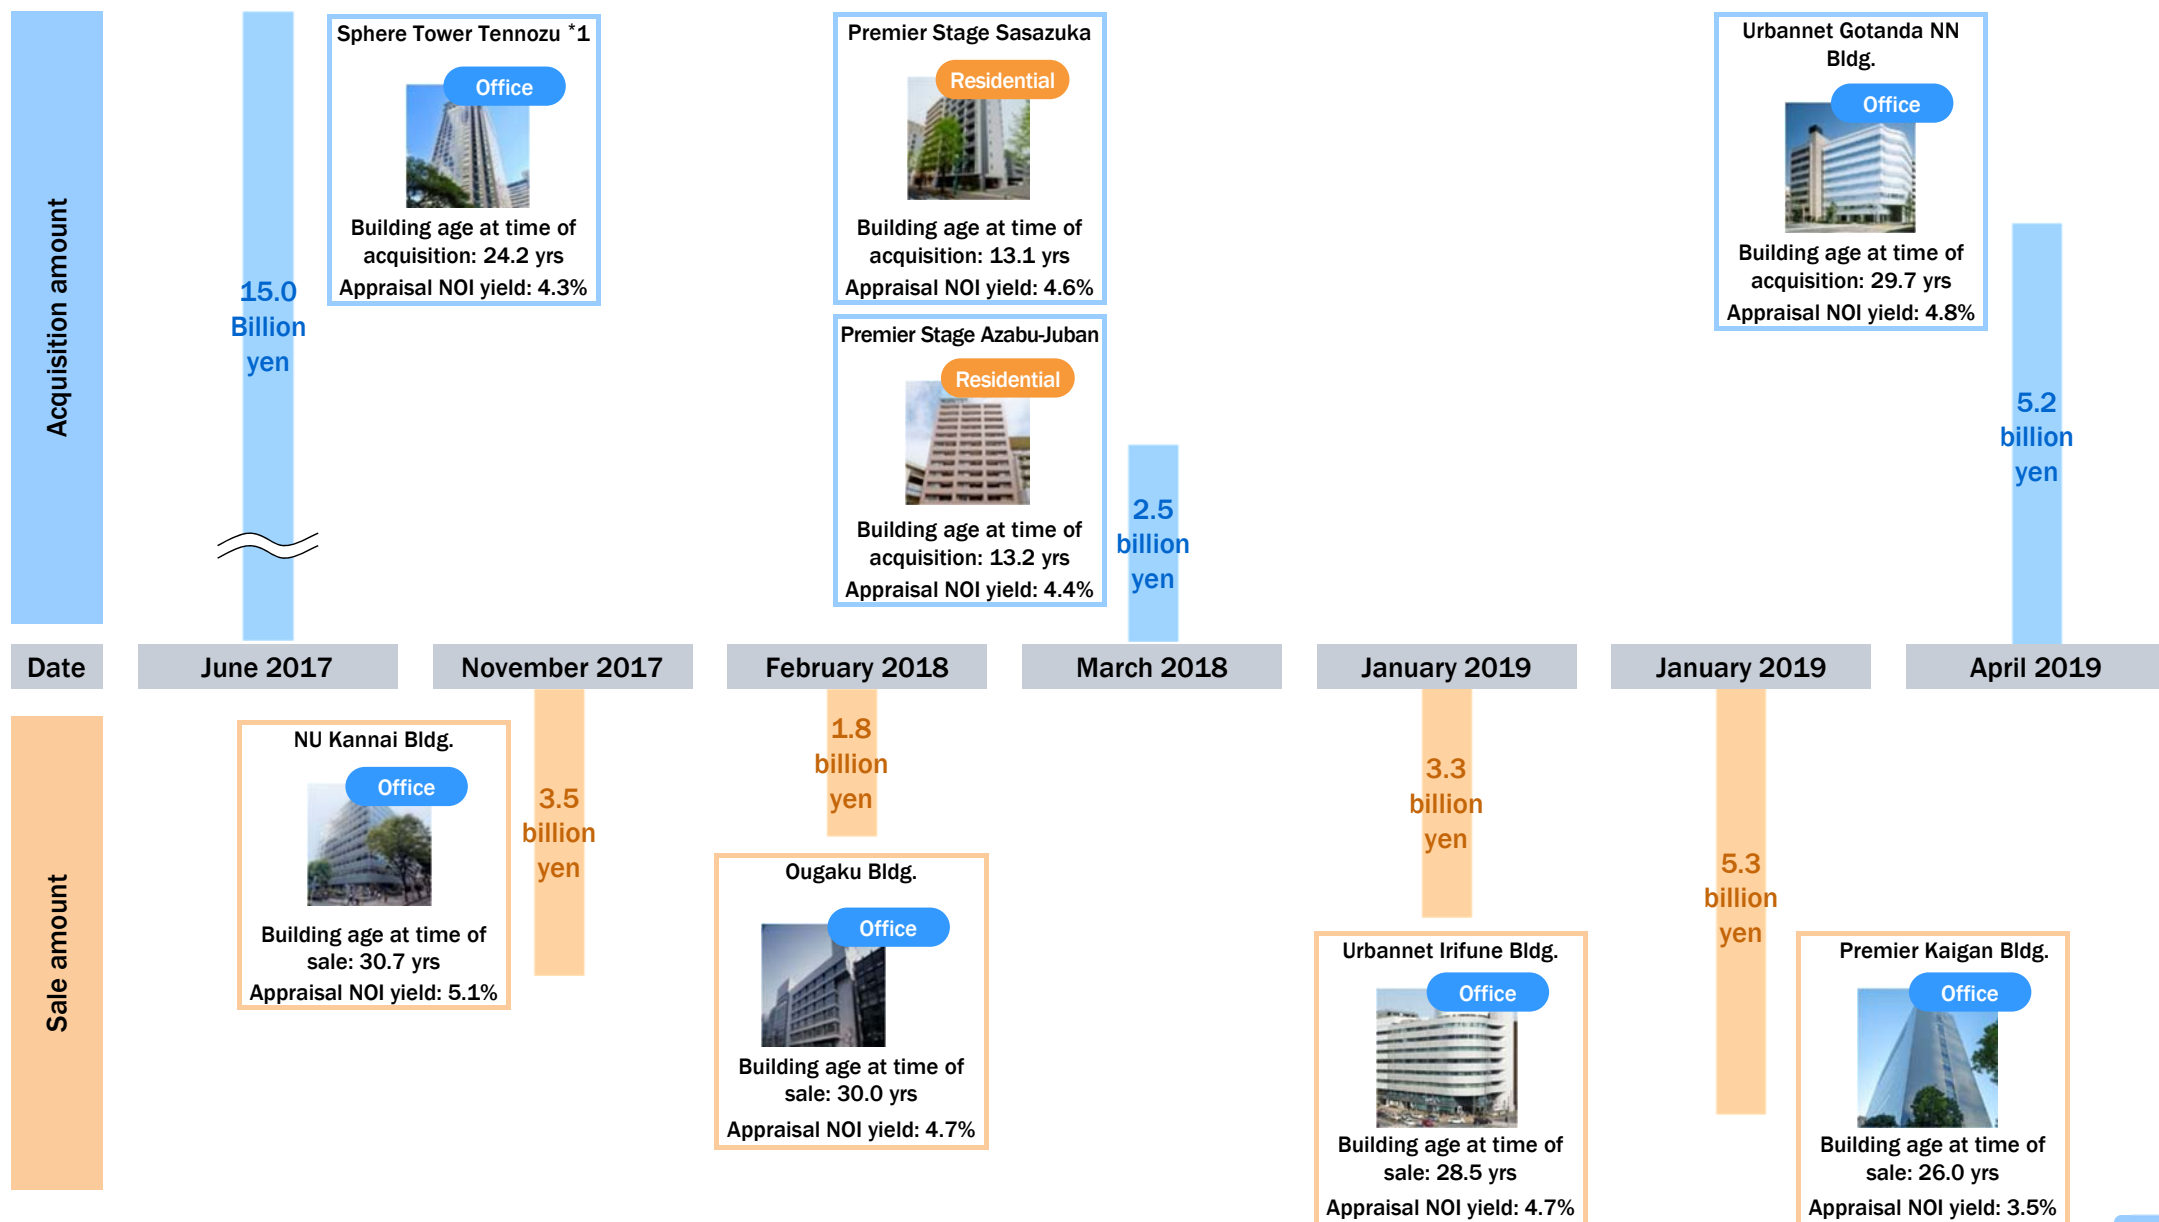 Acquisition amount
15.0
Billion
yen
Sphere Tower Tennozu *1
Office
Building age at time of
acquisition: 24.2 yrs
Appraisal NOI yield: 4.3%
Premier Stage Sasazuka
Residential
Building age at time of
acquisition: 13.1 yrs
Appraisal NOI yield: 4.6%
Premier Stage Azabu-Juban
Residential
Building age at time of
acquisition: 13.2 yrs
Appraisal NOI yield: 4.4%
2.5
billion
yen
Urbannet Gotanda NN
Bldg.
Office
Building age at time of
acquisition: 29.7 yrs
Appraisal NOI yield: 4.8%
5.2
billion
yen
Date
June 2017
November 2017
February 2018
March 2018
January 2019
January 2019
April 2019
Sale amount
NU Kannai Bldg.
Office
Building age at time of
sale: 30.7 yrs
Appraisal NOI yield: 5.1%
3.5
billion
yen
1.8
billion
yen
Ougaku Bldg.
Office
Building age at time of
sale: 30.0 yrs
Appraisal NOI yield: 4.7%
3.3
billion
yen
Urbannet Irifune Bldg.
Office
Building age at time of
sale: 28.5 yrs
Appraisal NOI yield: 4.7%
5.3
billion
yen
Premier Kaigan Bldg.
Office
Building age at time of
sale: 26.0 yrs
Appraisal NOI yield: 3.5%